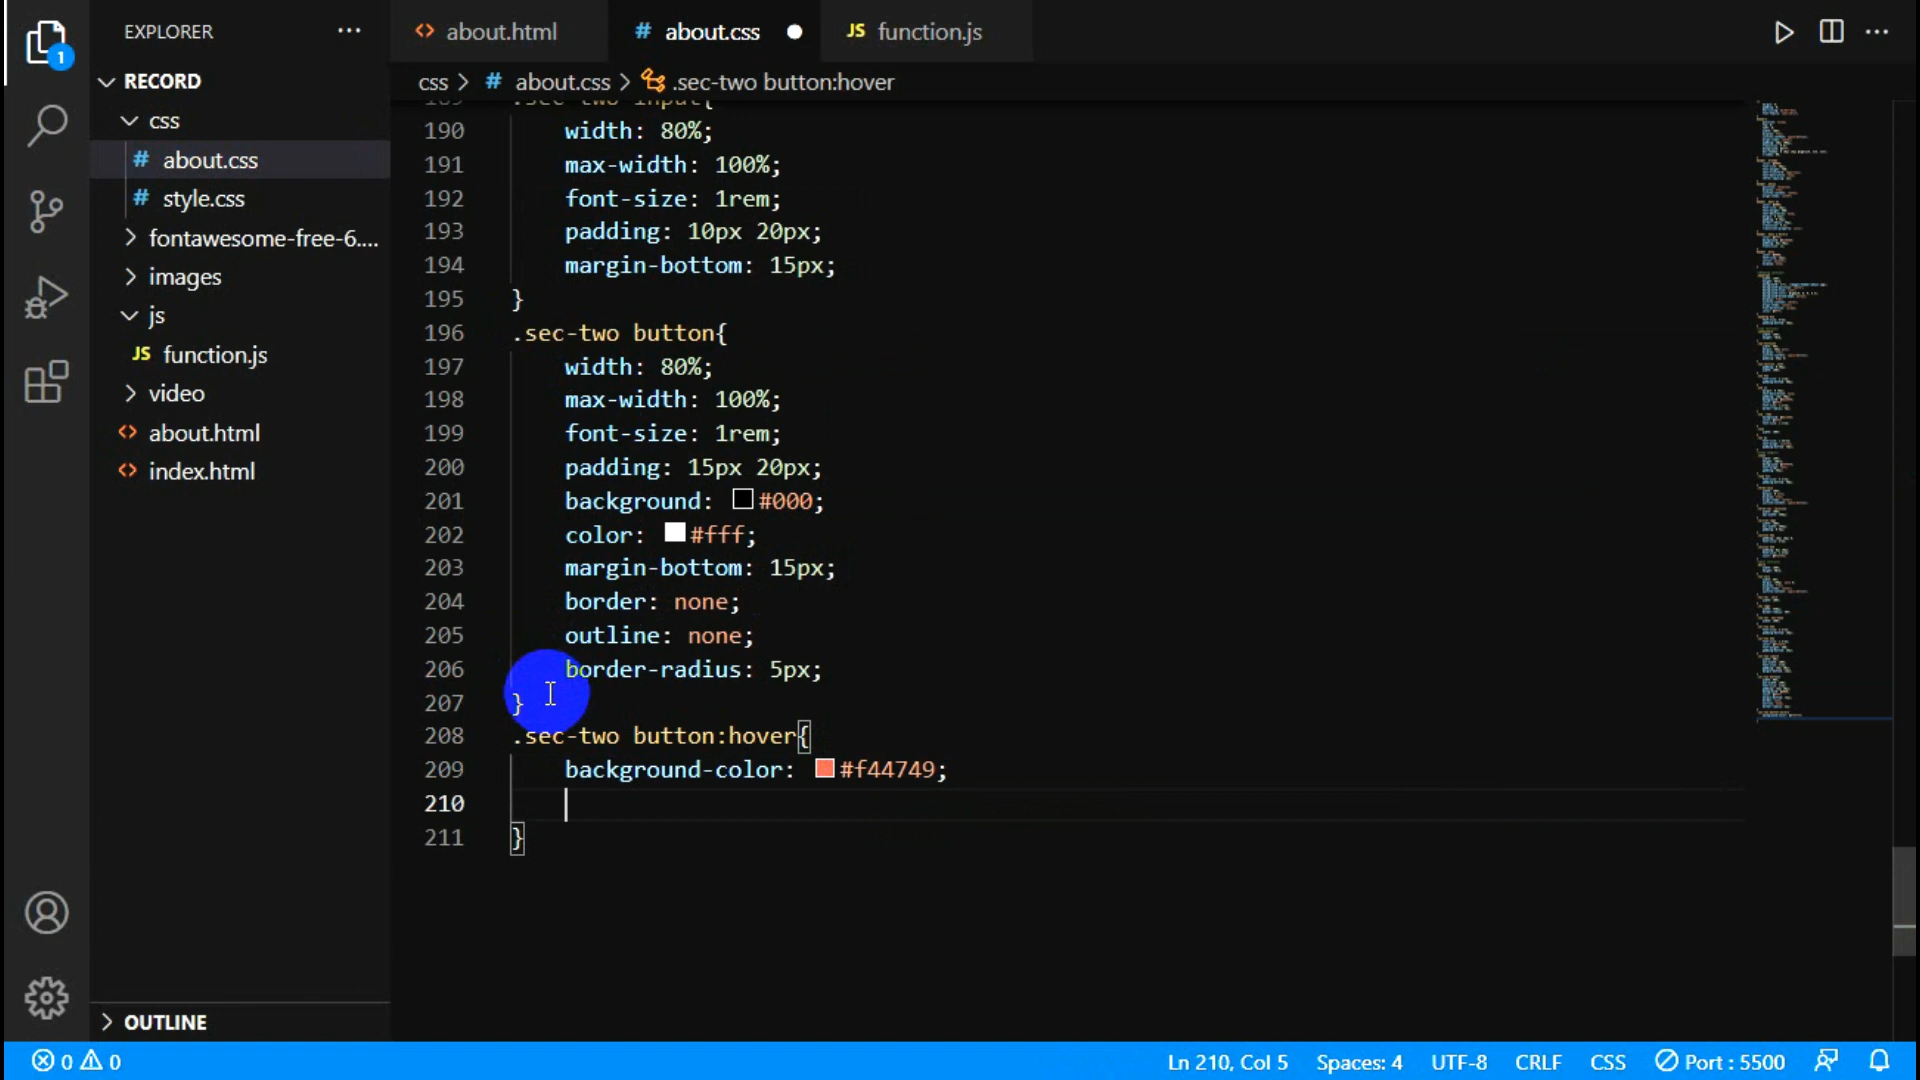 EXPLORER
RECORD
css
# about.css
# style.css
fontawesome-free-6....
images
js
JS function.js
video
<> about.html
<> index.html
OUTLINE
1
<> about.html
# about.css
JS function.js
css > # about.css > .sec-two button:hover
189 .sec-two input{
190 width: 80%;
191 max-width: 100%;
192 font-size: 1rem;
193 padding: 10px 20px;
194 margin-bottom: 15px;
195 }
196 .sec-two button{
197 width: 80%;
198 max-width: 100%;
199 font-size: 1rem;
200 padding: 15px 20px;
201 background: #000;
202 color: #fff;
203 margin-bottom: 15px;
204 border: none;
205 outline: none;
206 border-radius: 5px;
207 }
208 .sec-two button:hover{
209 background-color: #f44749;
210
211 }
0 0
Ln 210, Col 5 Spaces: 4 UTF-8 CRLF CSS Port : 5500